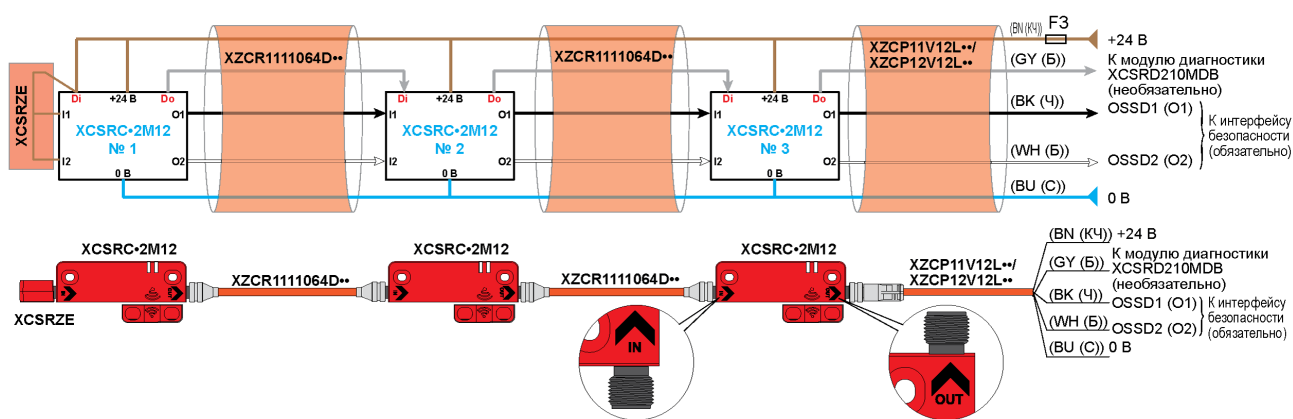 (BN (КЧ)) F3
+24 В
XZCR1111064D••
XZCR1111064D••
XZCP11V12L••/
XZCP12V12L••
(GY (Б))
К модулю диагностики
XCSRD210MDB
(необязательно)
XCSRZE
Di +24 В Do
I1 O1
XCSRC•2M12
№ 1
I2 O2
0 В
Di +24 В Do
I1 O1
XCSRC•2M12
№ 2
I2 O2
0 В
Di +24 В Do
I1 O1
XCSRC•2M12
№ 3
I2 O2
0 В
(BK (Ч))
OSSD1 (O1)
К интерфейсу
безопасности
(обязательно)
(WH (Б))
OSSD2 (O2)
(BU (С))
0 В
XCSRC•2M12
XCSRC•2M12
XCSRC•2M12
XZCR1111064D••
XZCR1111064D••
XZCP11V12L••/
XZCP12V12L••
XCSRZE
(BN (КЧ)) +24 В
(GY (Б))
К модулю диагностики
XCSRD210MDB
(необязательно)
(BK (Ч))
OSSD1 (O1)
К интерфейсу
безопасности
(обязательно)
(WH (Б))
OSSD2 (O2)
(BU (С)) 0 В
IN
OUT